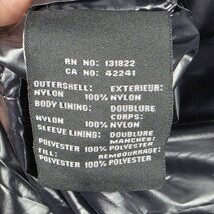 RN NO: 131822
CA NO: 42241
OUTERSHELL: EXTERIEUR:
NYLON 100% NYLON
BODY LINING: DOUBLURE
CORPS:
NYLON 100% NYLON
SLEEVE LINING: DOUBLURE
MANCHES:
POLYESTER 100% POLYESTER
FILL: REMBOURRAGE:
POLYESTER 100% POLYESTER